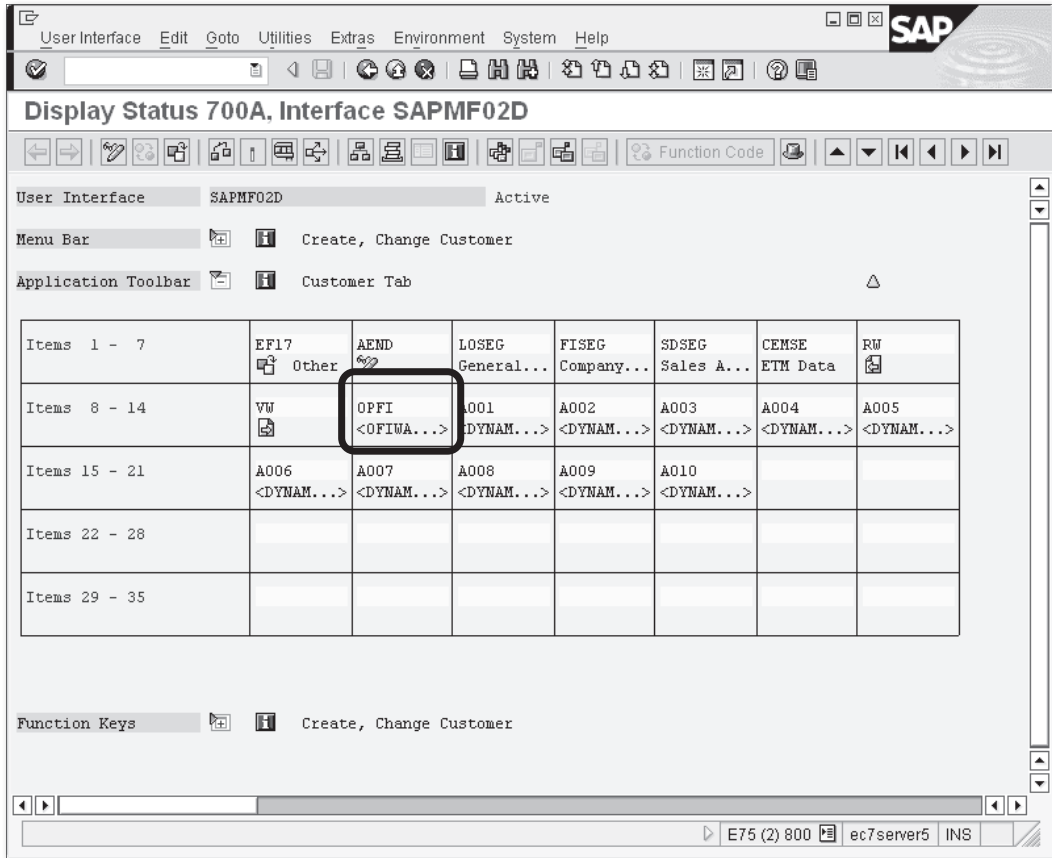 User Interface Edit Goto Utilities Extras Environment System Help
SAP
Display Status 700A, Interface SAPMF02D
Function Code
User Interface SAPMF02D Active
Menu Bar Create, Change Customer
Application Toolbar Customer Tab
Items 1 - 7 EF17 AEND LOSEG FISEG SDSEG CEMSE RW
Other General... Company... Sales A... ETM Data
Items 8 - 14 VW OPFI A001 A002 A003 A004 A005
<OFIWA...> <DYNAM...> <DYNAM...> <DYNAM...> <DYNAM...> <DYNAM...>
Items 15 - 21 A006 A007 A008 A009 A010
<DYNAM...> <DYNAM...> <DYNAM...> <DYNAM...> <DYNAM...>
Items 22 - 28
Items 29 - 35
Function Keys Create, Change Customer
E75 (2) 800 ec7server5 INS